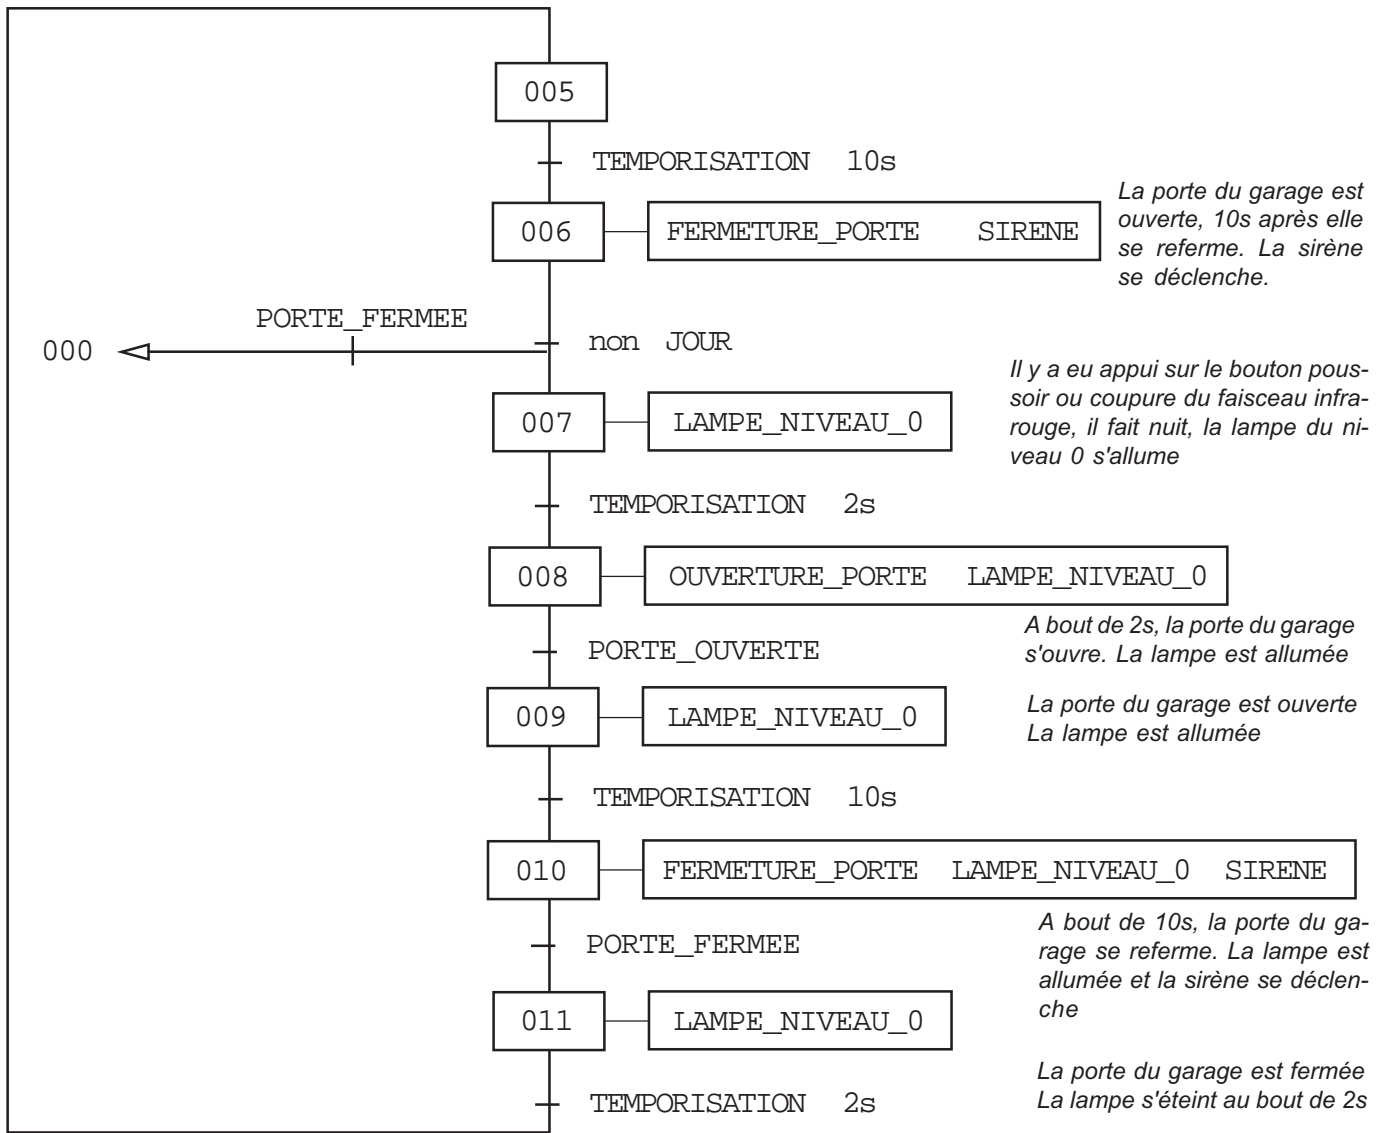 005
TEMPORISATION 10s
006
FERMETURE_PORTE SIRENE
La porte du garage est
ouverte, 10s après elle
se referme. La sirène
se déclenche.
PORTE_FERMEE
000
non JOUR
Il y a eu appui sur le bouton pous-
soir ou coupure du faisceau infra-
rouge, il fait nuit, la lampe du ni-
veau 0 s'allume
007
LAMPE_NIVEAU_0
TEMPORISATION 2s
008
OUVERTURE_PORTE LAMPE_NIVEAU_0
A bout de 2s, la porte du garage
s'ouvre. La lampe est allumée
PORTE_OUVERTE
009
LAMPE_NIVEAU_0
La porte du garage est ouverte
La lampe est allumée
TEMPORISATION 10s
010
FERMETURE_PORTE LAMPE_NIVEAU_0 SIRENE
A bout de 10s, la porte du ga-
rage se referme. La lampe est
allumée et la sirène se déclen-
che
PORTE_FERMEE
011
LAMPE_NIVEAU_0
La porte du garage est fermée
La lampe s'éteint au bout de 2s
TEMPORISATION 2s